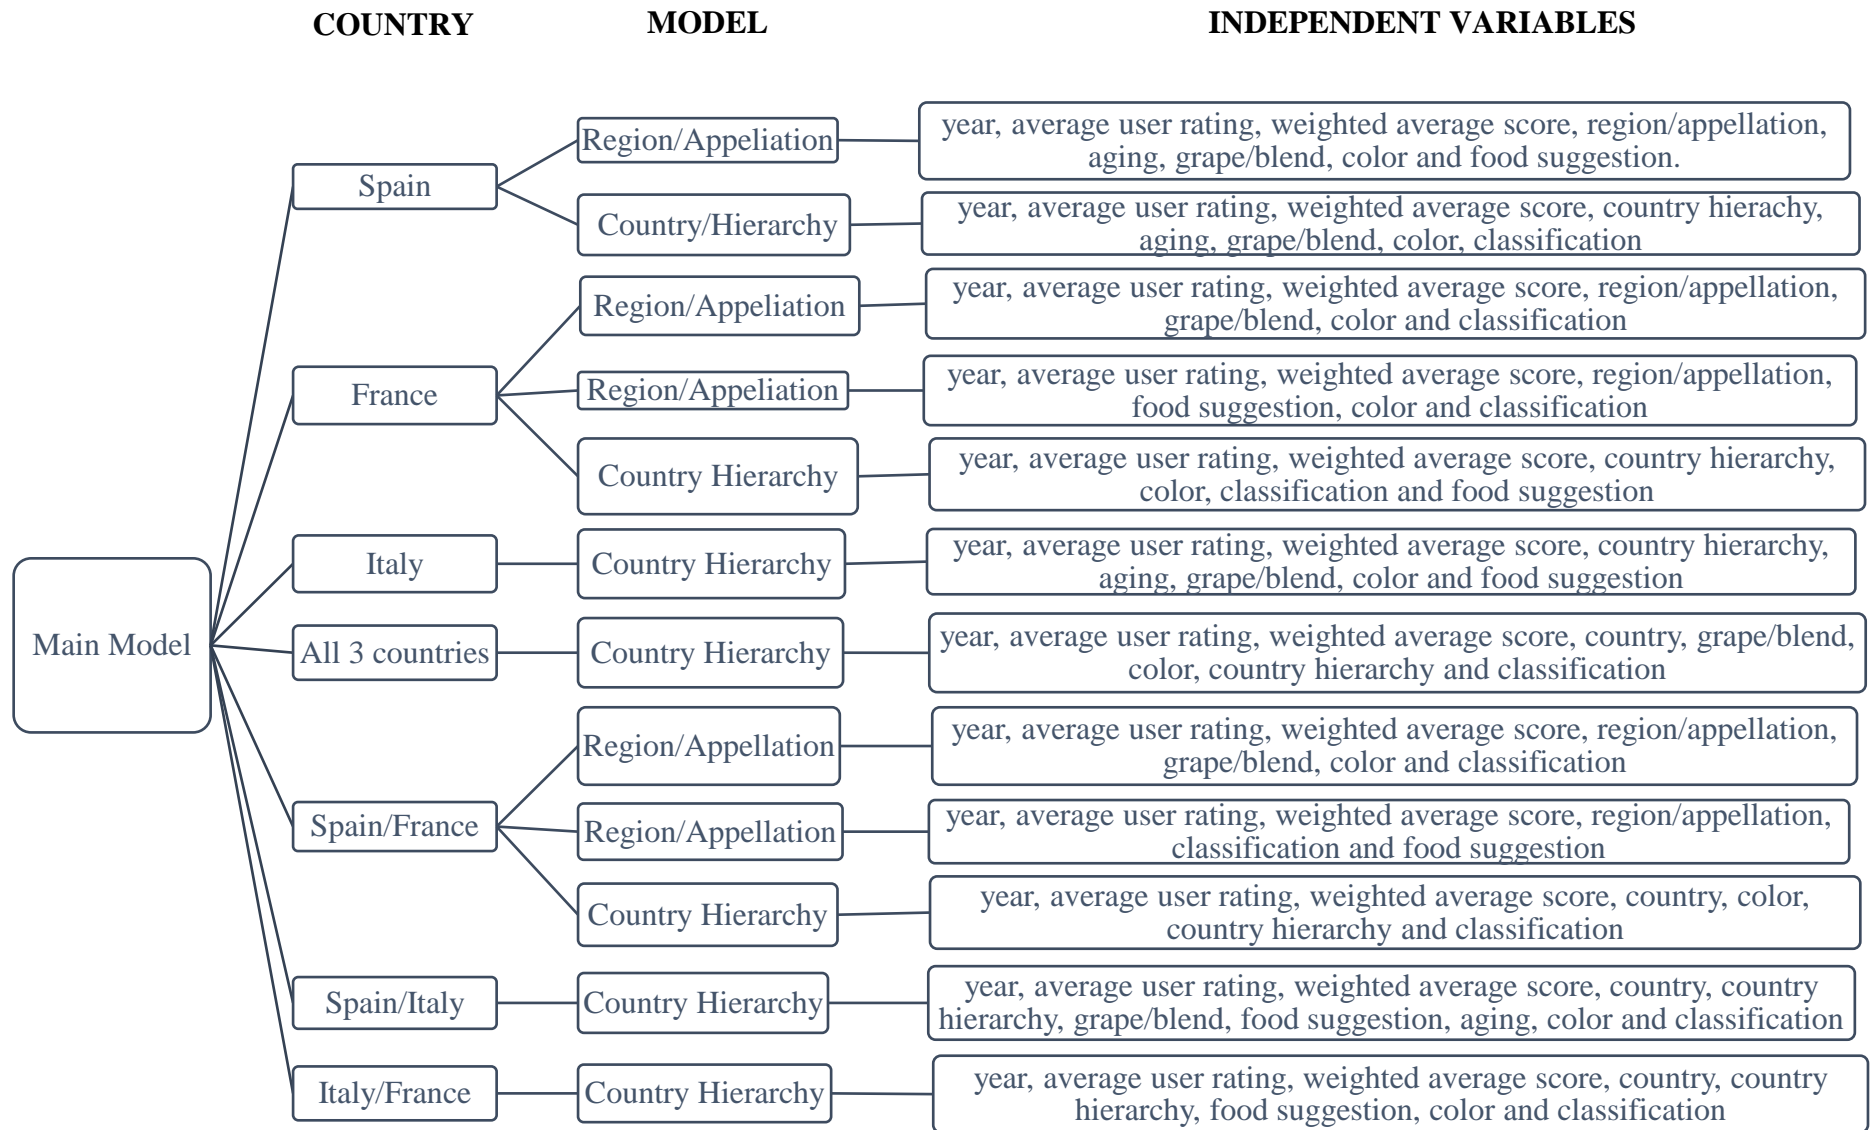 COUNTRY MODEL INDEPENDENT VARIABLES
Main Model
Spain
Region/Appeliation
year, average user rating, weighted average score, region/appellation,
aging, grape/blend, color and food suggestion.
Country/Hierarchy
year, average user rating, weighted average score, country hierachy,
aging, grape/blend, color, classification
France
Region/Appeliation
year, average user rating, weighted average score, region/appellation,
grape/blend, color and classification
Region/Appeliation
year, average user rating, weighted average score, region/appellation,
food suggestion, color and classification
Country Hierarchy
year, average user rating, weighted average score, country hierarchy,
color, classification and food suggestion
Italy
Country Hierarchy
year, average user rating, weighted average score, country hierarchy,
aging, grape/blend, color and food suggestion
All 3 countries
Country Hierarchy
year, average user rating, weighted average score, country, grape/blend,
color, country hierarchy and classification
Spain/France
Region/Appellation
year, average user rating, weighted average score, region/appellation,
grape/blend, color and classification
Region/Appellation
year, average user rating, weighted average score, region/appellation,
classification and food suggestion
Country Hierarchy
year, average user rating, weighted average score, country, color,
country hierarchy and classification
Spain/Italy
Country Hierarchy
year, average user rating, weighted average score, country, country
hierarchy, grape/blend, food suggestion, aging, color and classification
Italy/France
Country Hierarchy
year, average user rating, weighted average score, country, country
hierarchy, food suggestion, color and classification